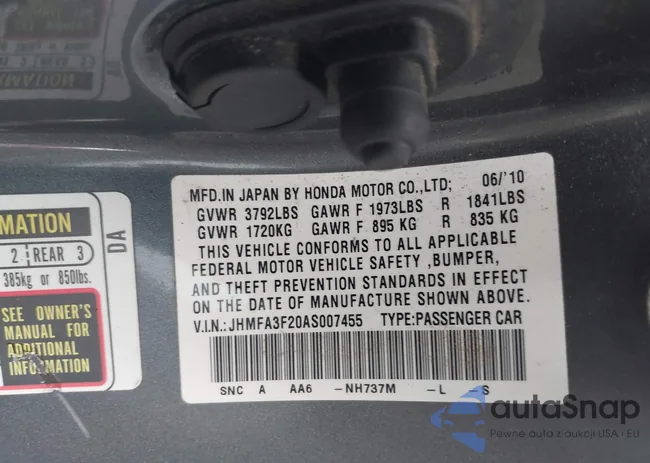 MFD.IN JAPAN BY HONDA MOTOR CO.,LTD; 06/'10
GVWR 3792LBS GAWR F 1973LBS R 1841LBS
GVWR 1720KG GAWR F 895 KG R 835 KG
THIS VEHICLE CONFORMS TO ALL APPLICABLE
FEDERAL MOTOR VEHICLE SAFETY ,BUMPER,
AND THEFT PREVENTION STANDARDS IN EFFECT
ON THE DATE OF MANUFACTURE SHOWN ABOVE.
V.I.N.:JHMFA3F20AS007455 TYPE:PASSENGER CAR
SNC A AA6 -NH737M -L S
RMATION
2 REAR 3
385kg or 850lbs.
SEE OWNER'S
MANUAL FOR
ADDITIONAL
INFORMATION
DA
autaSnap
Pewne auta z aukcji USA · EU